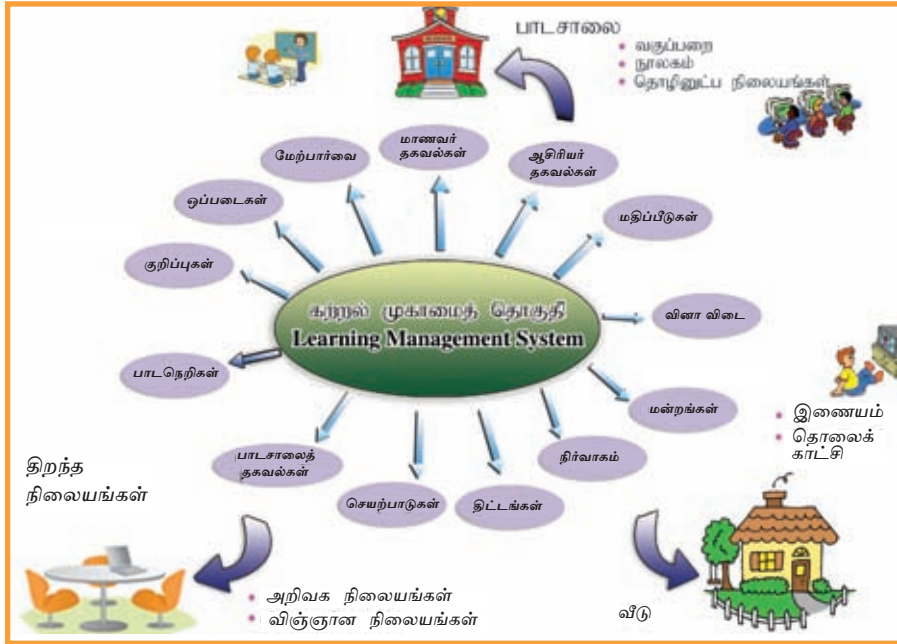 பாடசாலை
• வகுப்பறை
• நூலகம்
• தொழினுட்ப நிலையங்கள்
மாணவர்
தகவல்கள்
ஆசிரியர்
தகவல்கள்
மேற்பார்வை
ஒப்படைகள்
மதிப்பீடுகள்
குறிப்புகள்
கற்றல் முகாமைத் தொகுதி
Learning Management System
வினா விடை
பாடநெறிகள்
மன்றங்கள்
• இணையம்
• தொலைக்
காட்சி
நிர்வாகம்
பாடசாலைத்
தகவல்கள்
செயற்பாடுகள்
திட்டங்கள்
திறந்த
நிலையங்கள்
• அறிவக நிலையங்கள்
• விஞ்ஞான நிலையங்கள்
வீடு